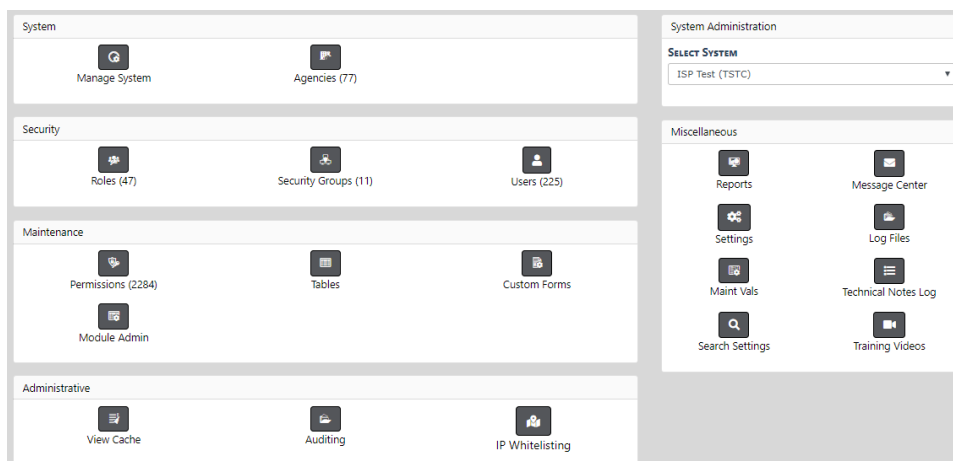 System
Manage System
Agencies (77)
Security
Roles (47)
Security Groups (11)
Users (225)
Maintenance
Permissions (2284)
Tables
Custom Forms
Module Admin
Administrative
View Cache
Auditing
IP Whitelisting
System Administration
SELECT SYSTEM
ISP Test (TSTC)
Miscellaneous
Reports
Message Center
Settings
Log Files
Maint Vals
Technical Notes Log
Search Settings
Training Videos